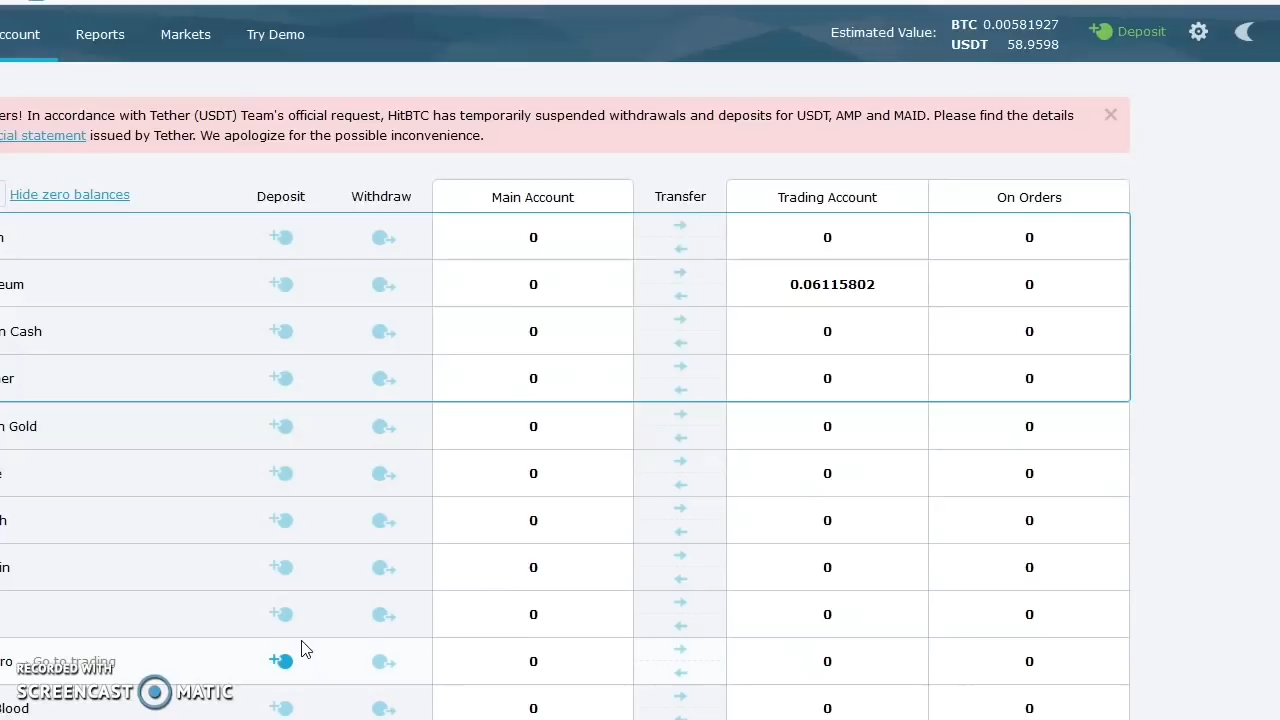 ccount Reports Markets Try Demo Estimated Value: BTC 0.00581927 Deposit
USDT 58.9598
ers! In accordance with Tether (USDT) Team's official request, HitBTC has temporarily suspended withdrawals and deposits for USDT, AMP and MAID. Please find the details
cial statement issued by Tether. We apologize for the possible inconvenience.
Hide zero balances Deposit Withdraw Main Account Transfer Trading Account On Orders
n 0 0 0
eum 0 0.06115802 0
n Cash 0 0 0
her 0 0 0
n Gold 0 0 0
e 0 0 0
h 0 0 0
in 0 0 0
0 0 0
ro Go to trading 0 0 0
RECORDED WITH
SCREENCAST MATIC
Blood 0 0 0